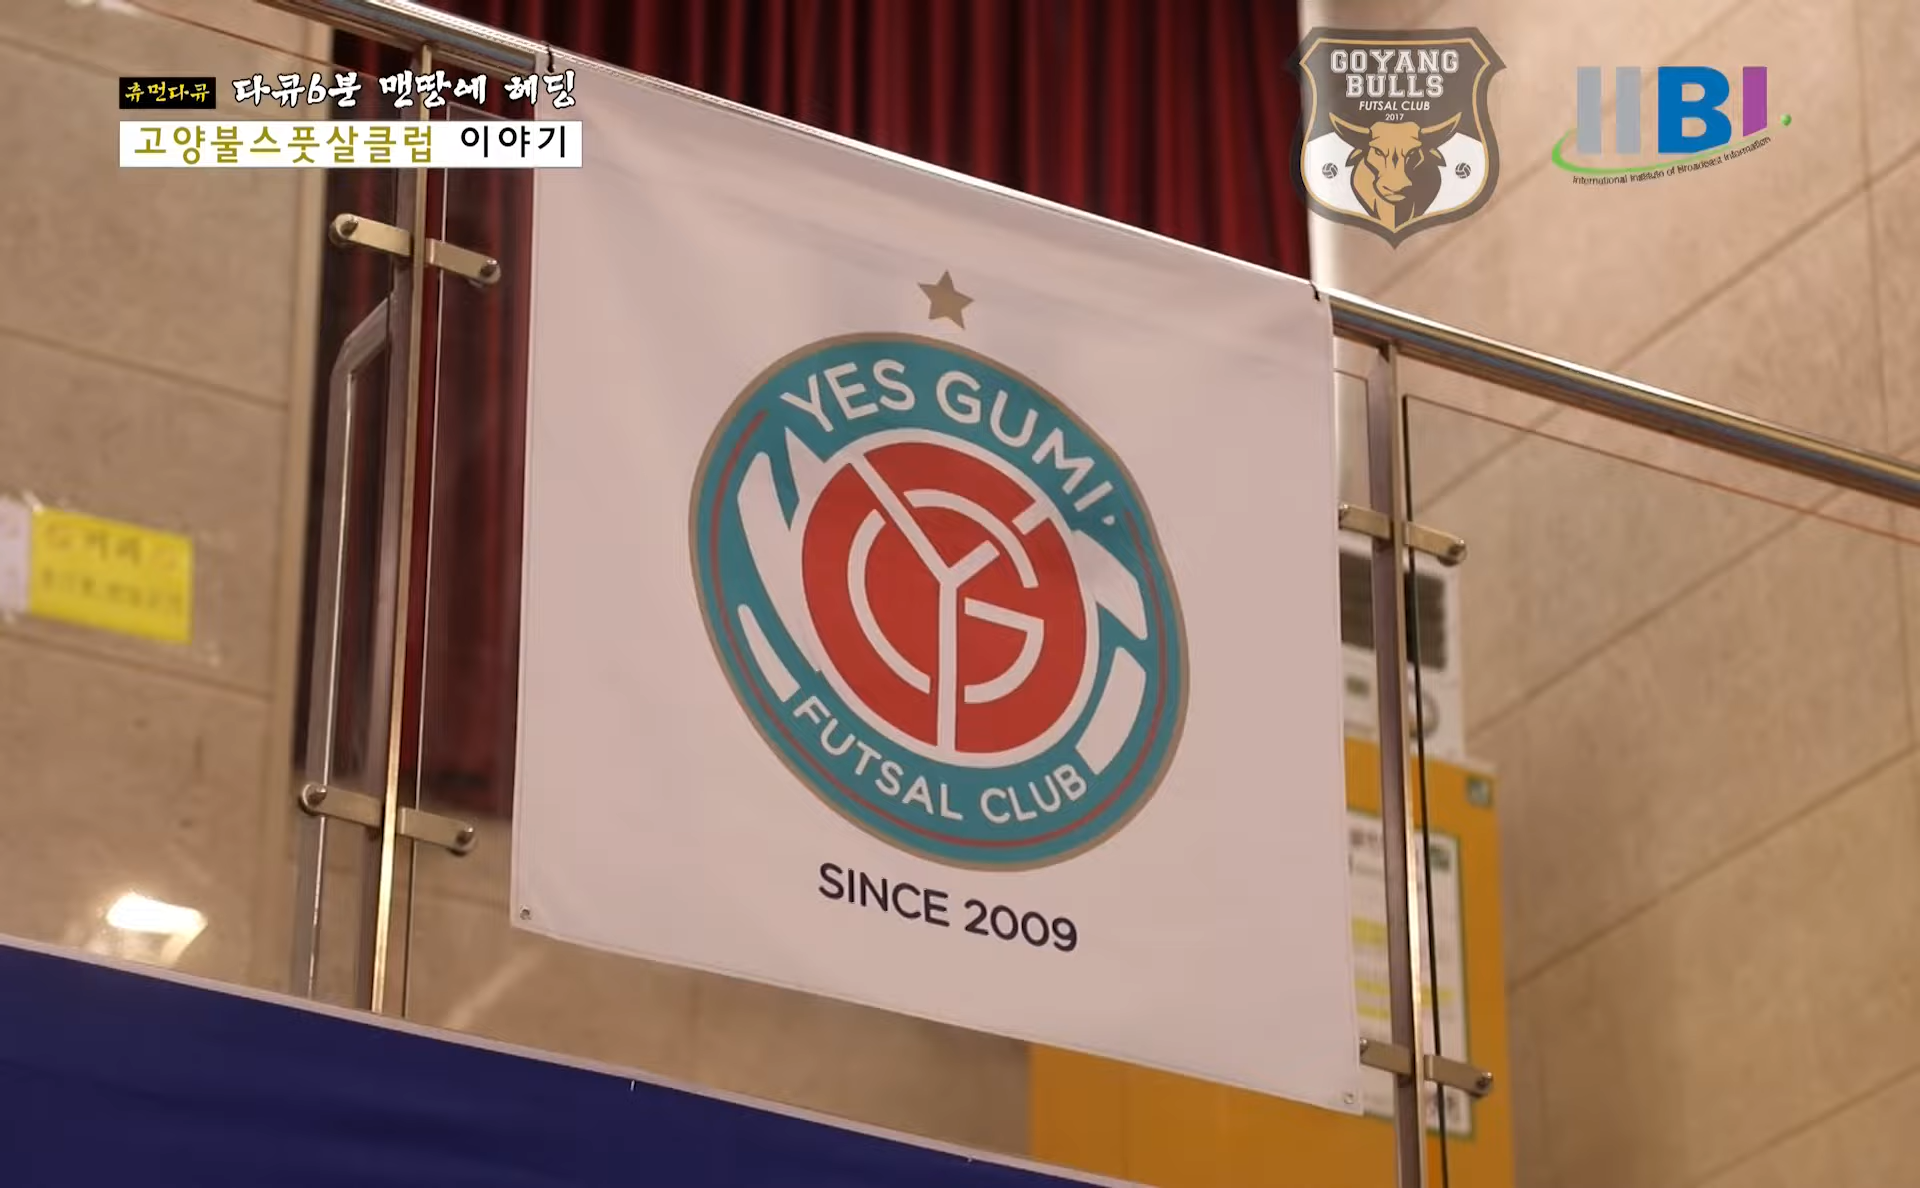 휴먼다큐 다큐6분 맨땅에 헤딩
고양불스풋살클럽 이야기
GOYANG
BULLS
FUTSAL CLUB
2017
IIBI
International Institute of Broadcast Information
YES GUMI
YG
FUTSAL CLUB
SINCE 2009